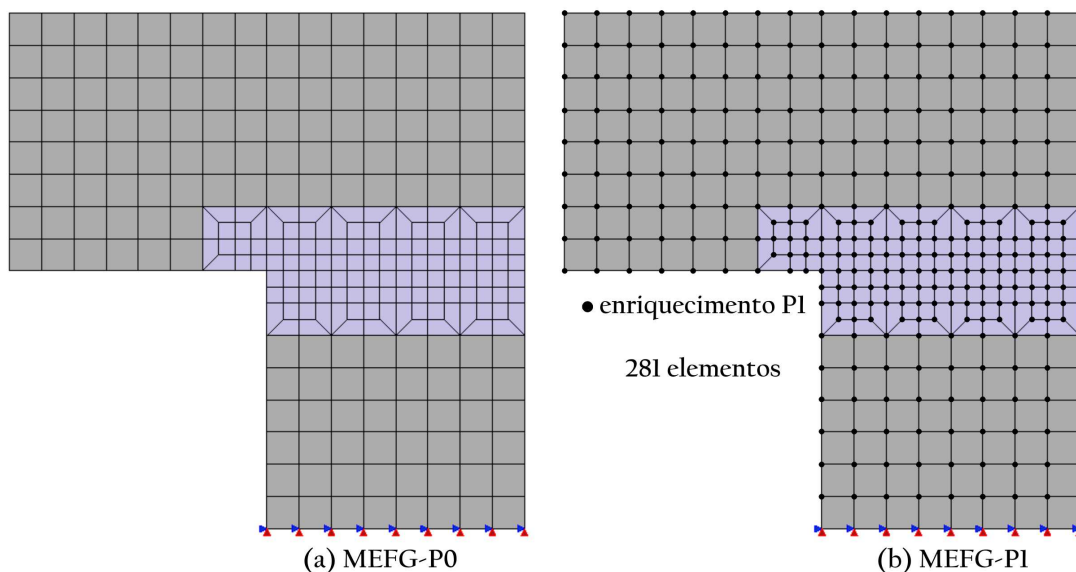 ● enriquecimento P1
281 elementos
(a) MEFG-P0
(b) MEFG-P1